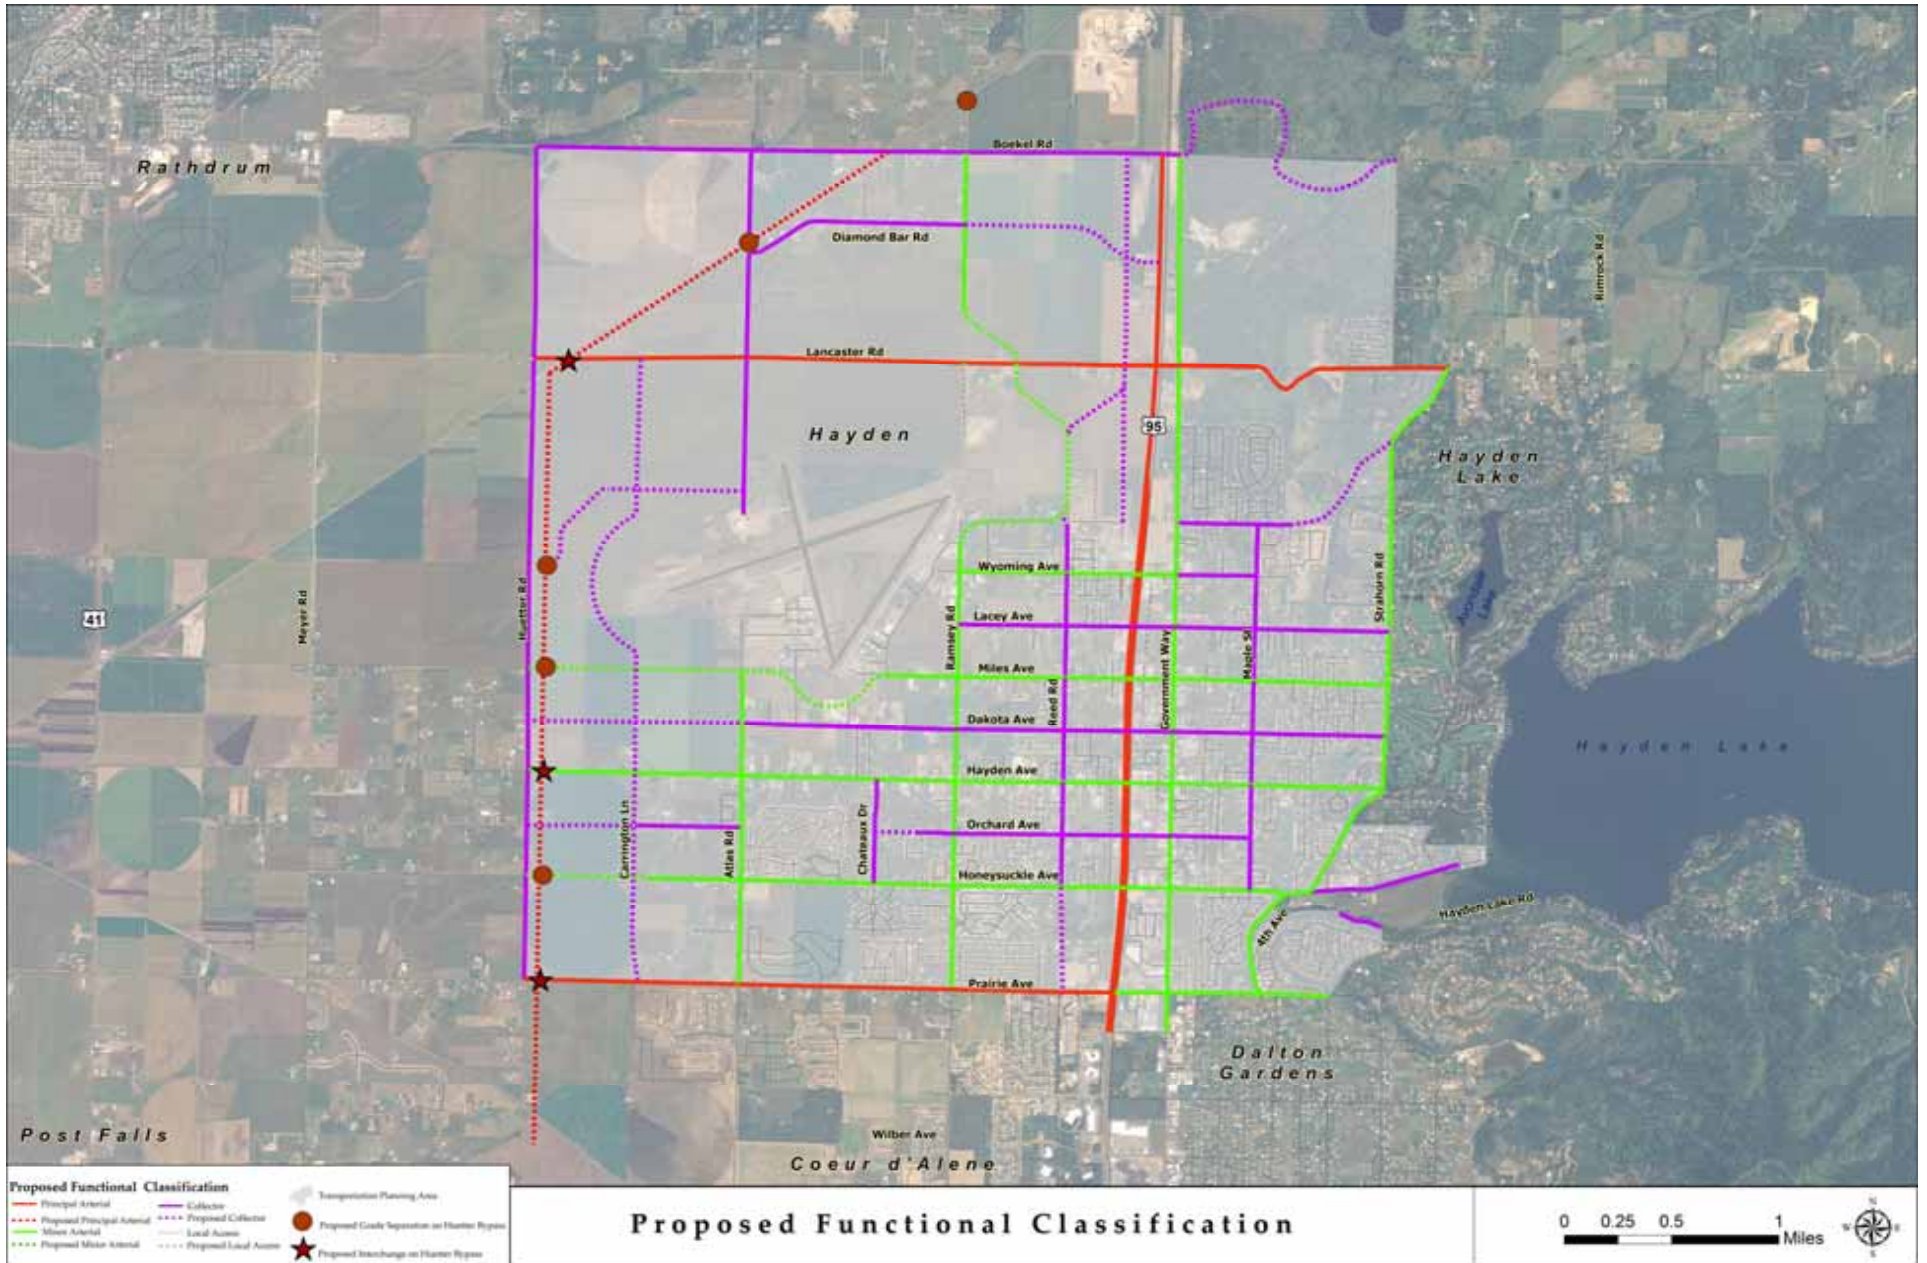 Boekel Rd
Rathdrum
Diamond Bar Rd
Rimrock Rd
Lancaster Rd
Hayden
95
Hayden
Lake
Wyoming Ave
Huetter Rd
Meyer Rd
41
Strahorn Rd
Avondale
Lake
Lacey Ave
Ramsey Rd
Government Way
Maple St
Miles Ave
Reed Rd
Dakota Ave
Hayden Lake
Hayden Ave
Carrington Ln
Atlas Rd
Chateaux Dr
Orchard Ave
Honeysuckle Ave
Hayden Lake Rd
4th Ave
Prairie Ave
Dalton
Gardens
Post Falls
Wilber Ave
Coeur d'Alene
Proposed Functional Classification
Principal Arterial
Proposed Principal Arterial
Minor Arterial
Proposed Minor Arterial
Collector
Proposed Collector
Local Access
Proposed Local Access
Transportation Planning Area
Proposed Grade Separation on Huetter Bypass
Proposed Interchange on Huetter Bypass
Proposed Functional Classification
0 0.25 0.5 1
Miles
N
W E
S